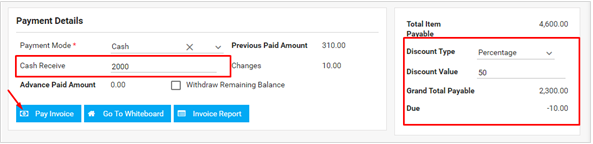 Payment Details
Payment Mode * Cash Previous Paid Amount 310.00
Cash Receive 2000 Changes 10.00
Advance Paid Amount 0.00 Withdraw Remaining Balance
Pay Invoice Go To Whiteboard Invoice Report
Total Item Payable 4,600.00
Discount Type Percentage
Discount Value 50
Grand Total Payable 2,300.00
Due -10.00